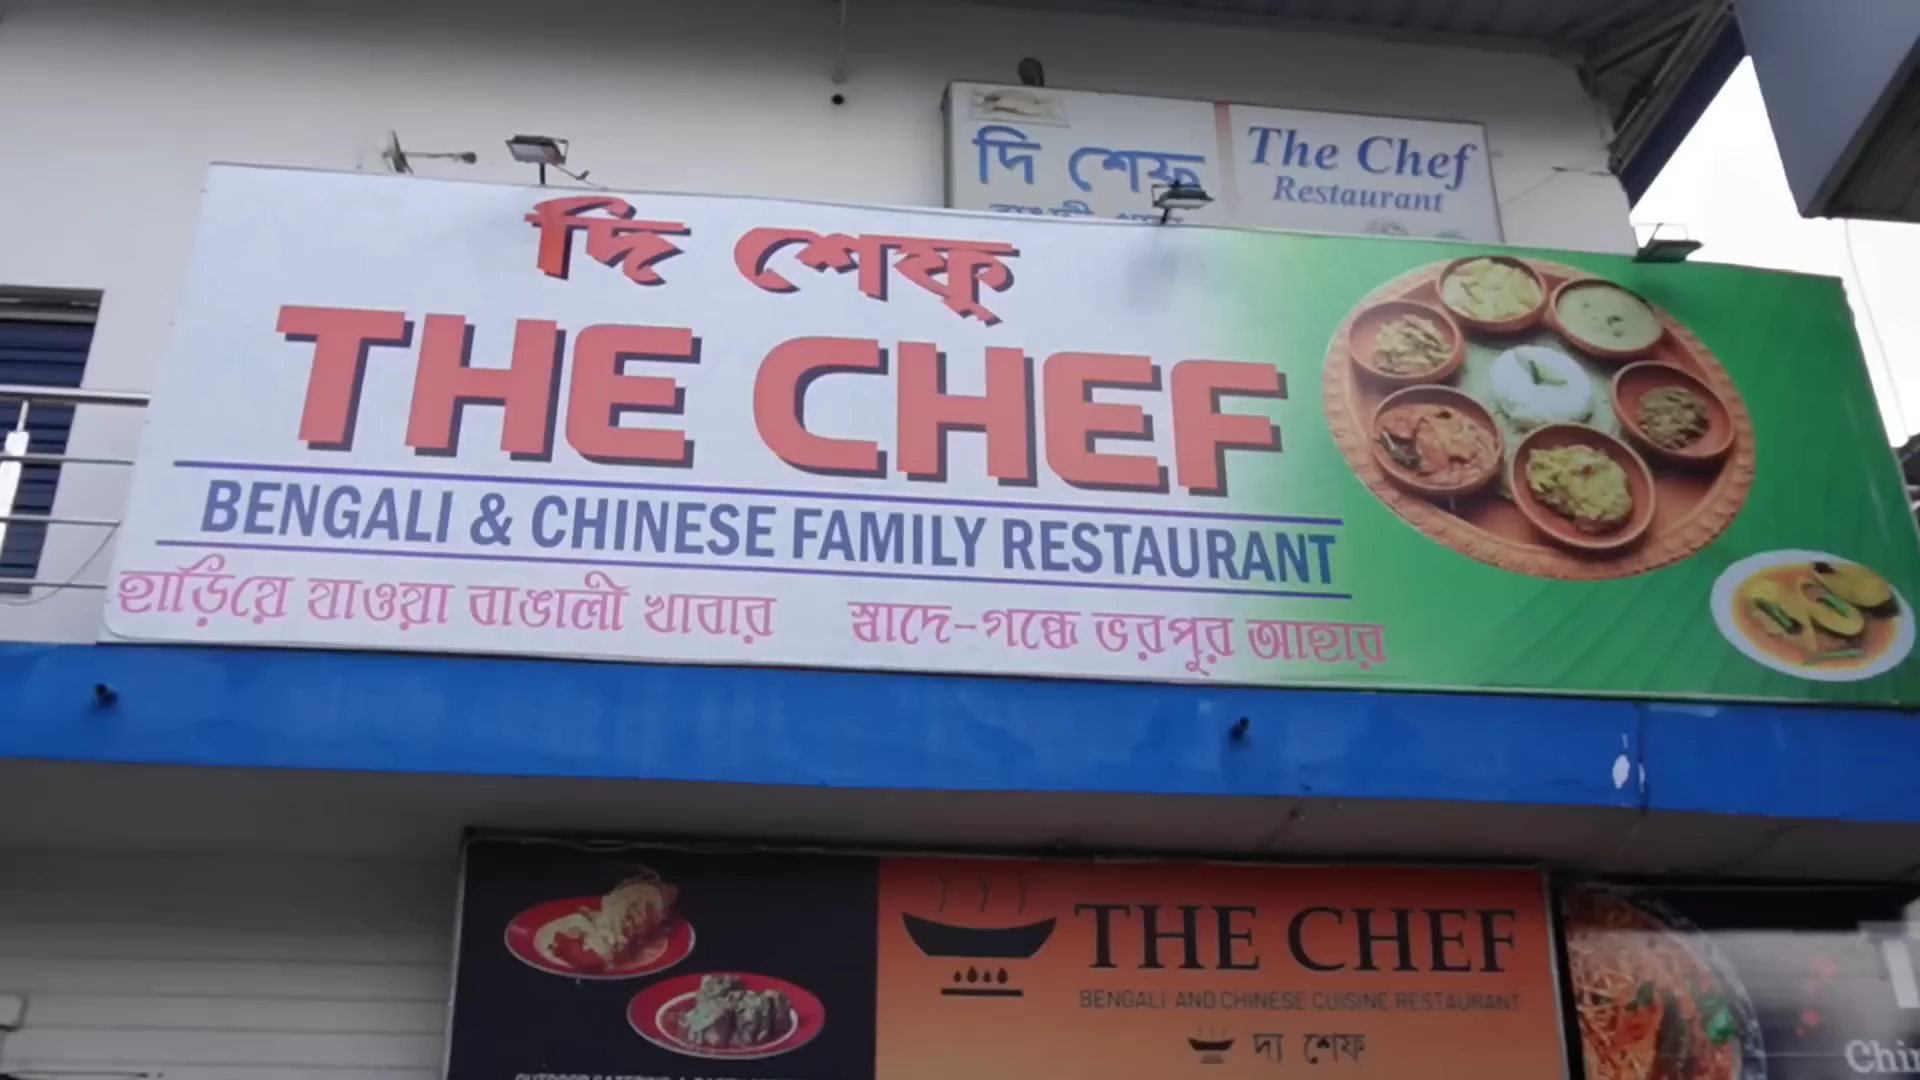 দি শেফ্
The Chef
Restaurant
দি শেফ্
THE CHEF
BENGALI & CHINESE FAMILY RESTAURANT
হাড়িয়ে যাওয়া বাঙালী খাবার স্বাদে-গন্ধে ভরপুর আহার
THE CHEF
BENGALI AND CHINESE CUISINE RESTAURANT
দ্য শেফ